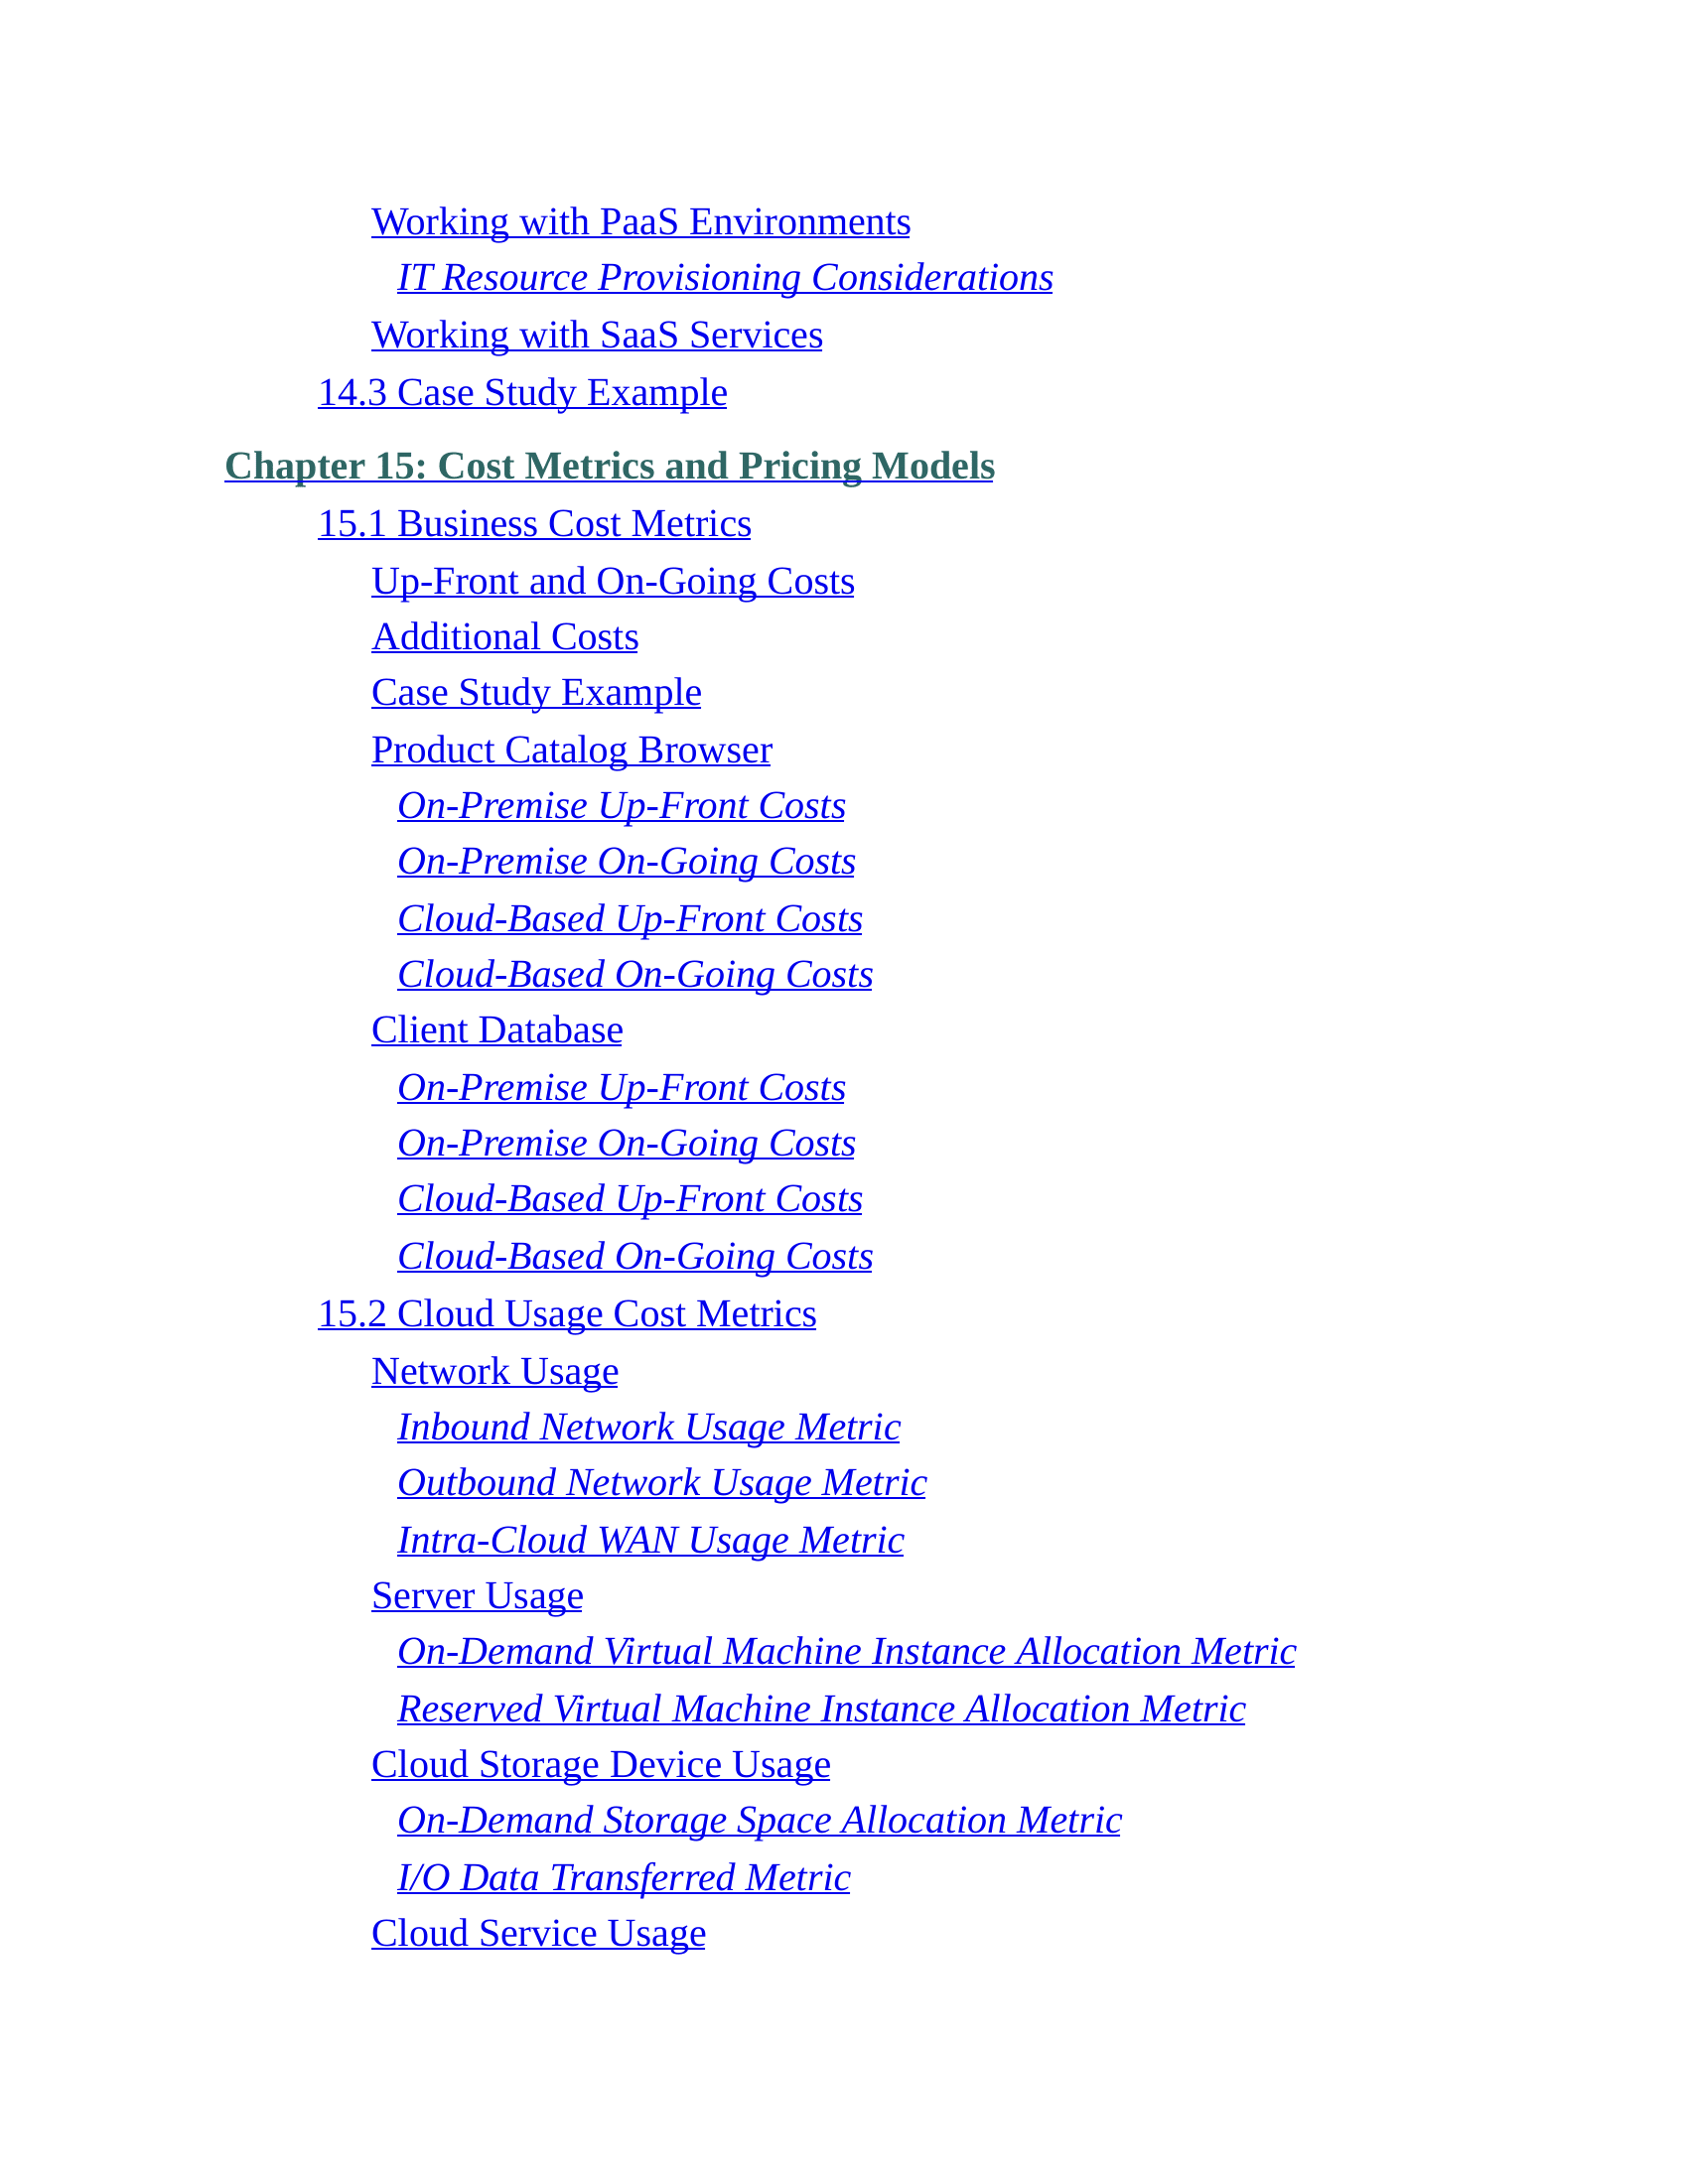 Working with PaaS Environments
IT Resource Provisioning Considerations
Working with SaaS Services
14.3 Case Study Example
Chapter 15: Cost Metrics and Pricing Models
15.1 Business Cost Metrics
Up-Front and On-Going Costs
Additional Costs
Case Study Example
Product Catalog Browser
On-Premise Up-Front Costs
On-Premise On-Going Costs
Cloud-Based Up-Front Costs
Cloud-Based On-Going Costs
Client Database
On-Premise Up-Front Costs
On-Premise On-Going Costs
Cloud-Based Up-Front Costs
Cloud-Based On-Going Costs
15.2 Cloud Usage Cost Metrics
Network Usage
Inbound Network Usage Metric
Outbound Network Usage Metric
Intra-Cloud WAN Usage Metric
Server Usage
On-Demand Virtual Machine Instance Allocation Metric
Reserved Virtual Machine Instance Allocation Metric
Cloud Storage Device Usage
On-Demand Storage Space Allocation Metric
I/O Data Transferred Metric
Cloud Service Usage